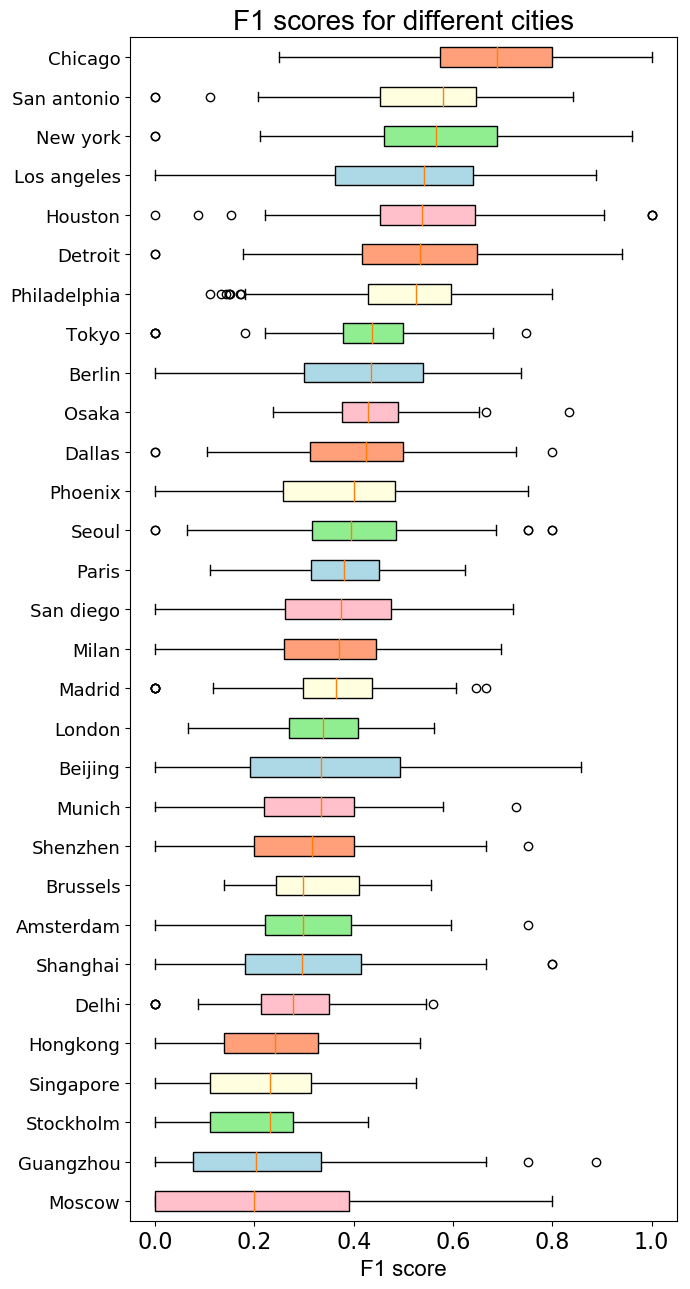 F1 scores for different cities
Chicago
San antonio
New york
Los angeles
Houston
Detroit
Philadelphia
Tokyo
Berlin
Osaka
Dallas
Phoenix
Seoul
Paris
San diego
Milan
Madrid
London
Beijing
Munich
Shenzhen
Brussels
Amsterdam
Shanghai
Delhi
Hongkong
Singapore
Stockholm
Guangzhou
Moscow
0.0 0.2 0.4 0.6 0.8 1.0
F1 score